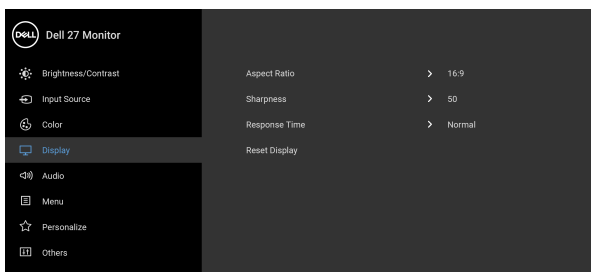 DELL Dell 27 Monitor
Brightness/Contrast
Input Source
Color
Display
Audio
Menu
Personalize
Others
Aspect Ratio 16:9
Sharpness 50
Response Time Normal
Reset Display